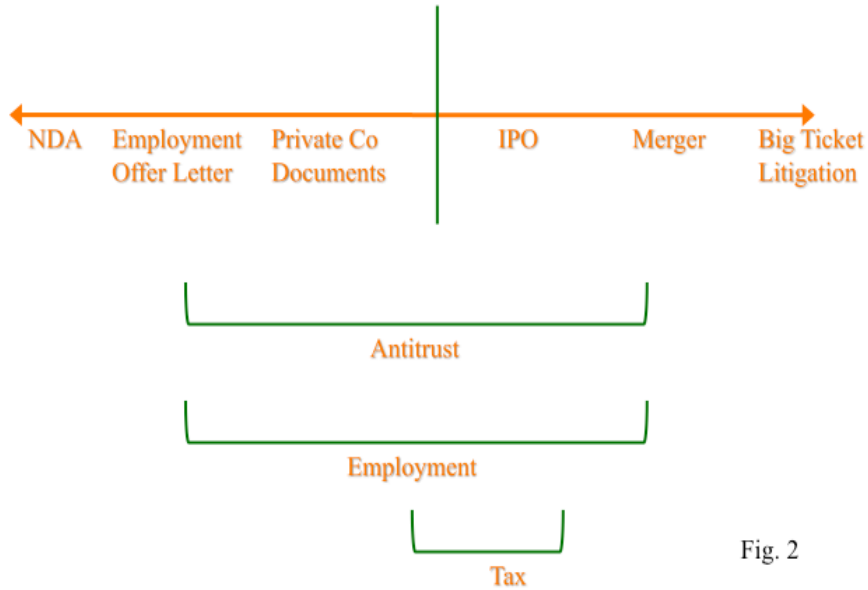 NDA
Employment
Offer Letter
Private Co
Documents
IPO
Merger
Big Ticket
Litigation
Antitrust
Employment
Tax
Fig. 2